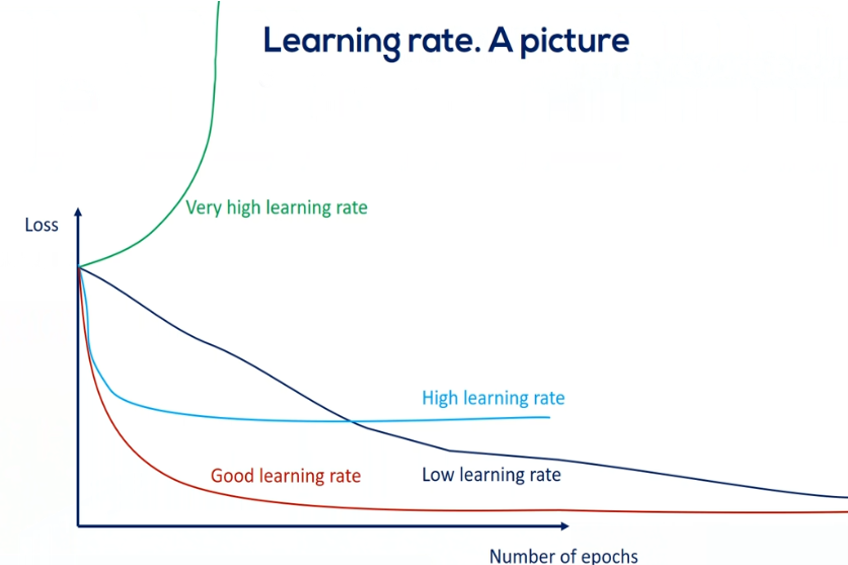 Learning rate. A picture
Very high learning rate
Loss
High learning rate
Good learning rate
Low learning rate
Number of epochs